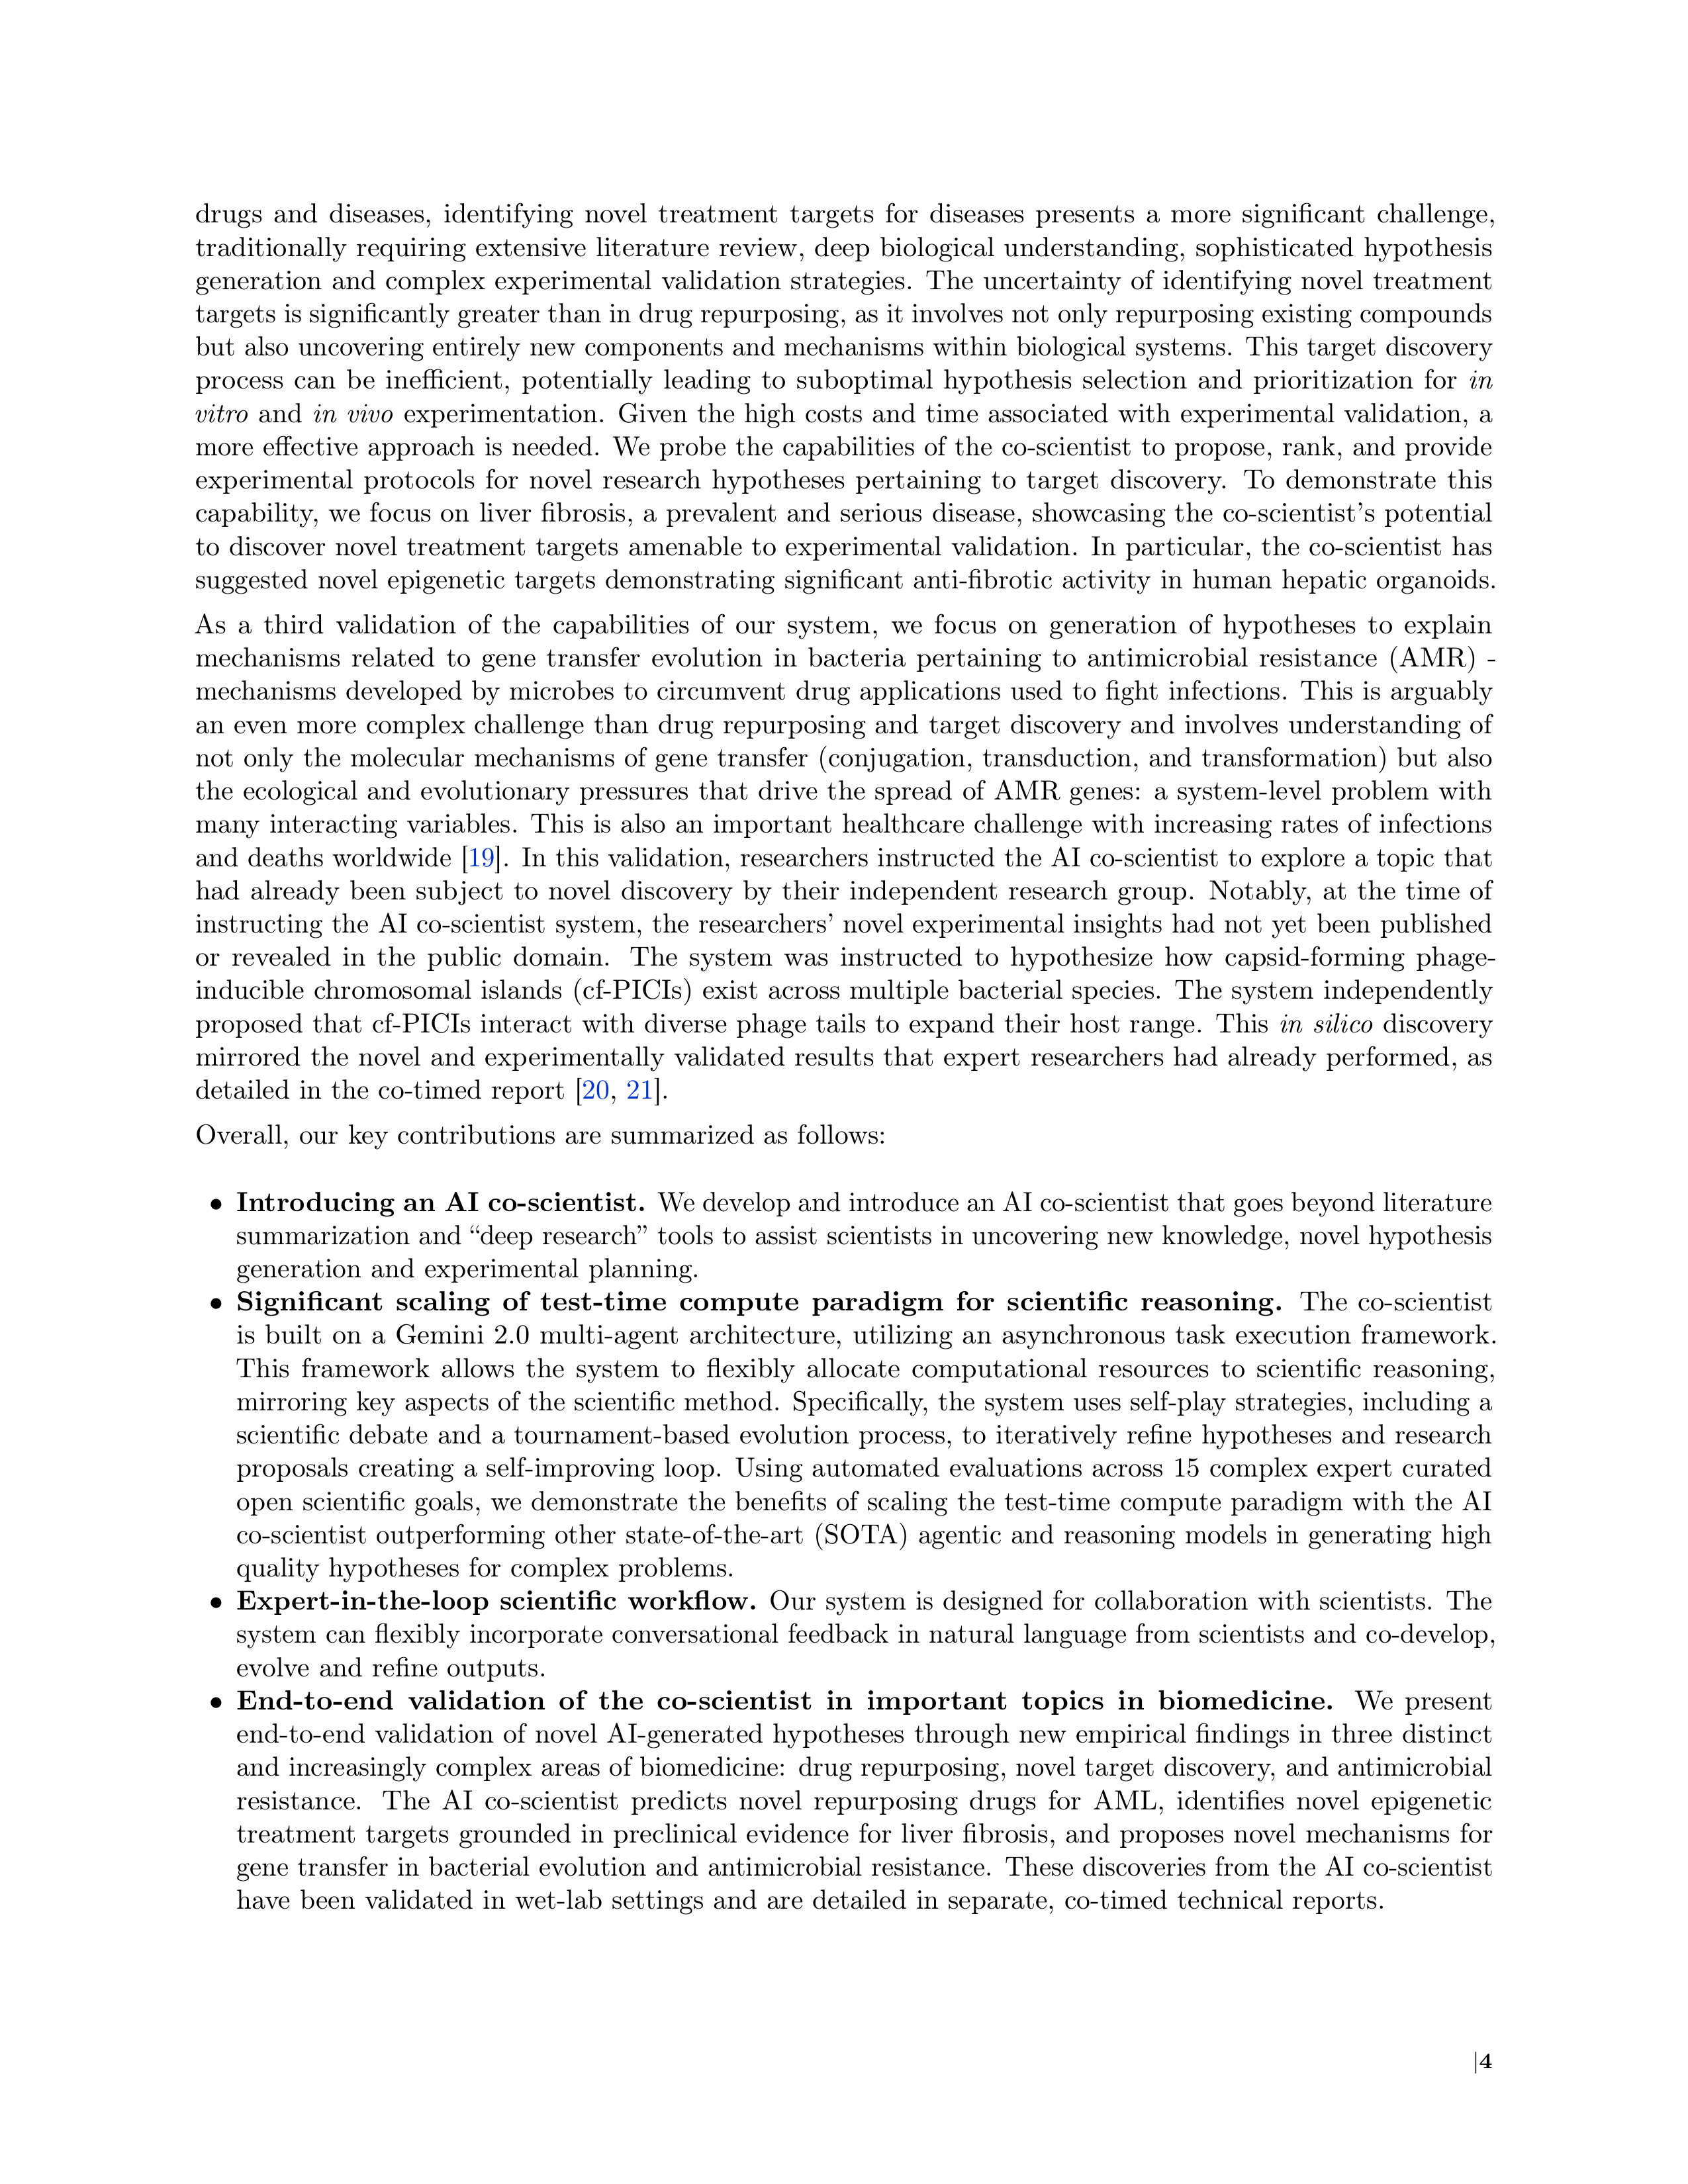 drugs and diseases, identifying novel treatment targets for diseases presents a more significant challenge,
traditionally requiring extensive literature review, deep biological understanding, sophisticated hypothesis
generation and complex experimental validation strategies. The uncertainty of identifying novel treatment
targets is significantly greater than in drug repurposing, as it involves not only repurposing existing compounds
but also uncovering entirely new components and mechanisms within biological systems. This target discovery
process can be inefficient, potentially leading to suboptimal hypothesis selection and prioritization for in
vitro and in vivo experimentation. Given the high costs and time associated with experimental validation, a
more effective approach is needed. We probe the capabilities of the co-scientist to propose, rank, and provide
experimental protocols for novel research hypotheses pertaining to target discovery. To demonstrate this
capability, we focus on liver fibrosis, a prevalent and serious disease, showcasing the co-scientist's potential
to discover novel treatment targets amenable to experimental validation. In particular, the co-scientist has
suggested novel epigenetic targets demonstrating significant anti-fibrotic activity in human hepatic organoids.
As a third validation of the capabilities of our system, we focus on generation of hypotheses to explain
mechanisms related to gene transfer evolution in bacteria pertaining to antimicrobial resistance (AMR) -
mechanisms developed by microbes to circumvent drug applications used to fight infections. This is arguably
an even more complex challenge than drug repurposing and target discovery and involves understanding of
not only the molecular mechanisms of gene transfer (conjugation, transduction, and transformation) but also
the ecological and evolutionary pressures that drive the spread of AMR genes: a system-level problem with
many interacting variables. This is also an important healthcare challenge with increasing rates of infections
and deaths worldwide [19]. In this validation, researchers instructed the AI co-scientist to explore a topic that
had already been subject to novel discovery by their independent research group. Notably, at the time of
instructing the AI co-scientist system, the researchers' novel experimental insights had not yet been published
or revealed in the public domain. The system was instructed to hypothesize how capsid-forming phage-
inducible chromosomal islands (cf-PICIs) exist across multiple bacterial species. The system independently
proposed that cf-PICIs interact with diverse phage tails to expand their host range. This in silico discovery
mirrored the novel and experimentally validated results that expert researchers had already performed, as
detailed in the co-timed report [20, 21].
Overall, our key contributions are summarized as follows:
• Introducing an AI co-scientist. We develop and introduce an AI co-scientist that goes beyond literature
summarization and “deep research” tools to assist scientists in uncovering new knowledge, novel hypothesis
generation and experimental planning.
• Significant scaling of test-time compute paradigm for scientific reasoning. The co-scientist
is built on a Gemini 2.0 multi-agent architecture, utilizing an asynchronous task execution framework.
This framework allows the system to flexibly allocate computational resources to scientific reasoning,
mirroring key aspects of the scientific method. Specifically, the system uses self-play strategies, including a
scientific debate and a tournament-based evolution process, to iteratively refine hypotheses and research
proposals creating a self-improving loop. Using automated evaluations across 15 complex expert curated
open scientific goals, we demonstrate the benefits of scaling the test-time compute paradigm with the AI
co-scientist outperforming other state-of-the-art (SOTA) agentic and reasoning models in generating high
quality hypotheses for complex problems.
• Expert-in-the-loop scientific workflow. Our system is designed for collaboration with scientists. The
system can flexibly incorporate conversational feedback in natural language from scientists and co-develop,
evolve and refine outputs.
• End-to-end validation of the co-scientist in important topics in biomedicine. We present
end-to-end validation of novel AI-generated hypotheses through new empirical findings in three distinct
and increasingly complex areas of biomedicine: drug repurposing, novel target discovery, and antimicrobial
resistance. The AI co-scientist predicts novel repurposing drugs for AML, identifies novel epigenetic
treatment targets grounded in preclinical evidence for liver fibrosis, and proposes novel mechanisms for
gene transfer in bacterial evolution and antimicrobial resistance. These discoveries from the AI co-scientist
have been validated in wet-lab settings and are detailed in separate, co-timed technical reports.
|4